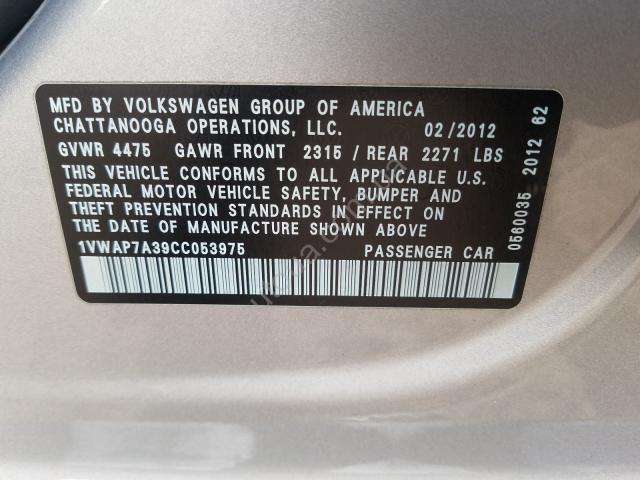 MFD BY VOLKSWAGEN GROUP OF AMERICA
CHATTANOOGA OPERATIONS, LLC. 02/2012
GVWR 4475 GAWR FRONT 2315 / REAR 2271 LBS
THIS VEHICLE CONFORMS TO ALL APPLICABLE U.S.
FEDERAL MOTOR VEHICLE SAFETY, BUMPER AND
THEFT PREVENTION STANDARDS IN EFFECT ON
THE DATE OF MANUFACTURE SHOWN ABOVE
1VWAP7A39CC053975 PASSENGER CAR
0560035 2012 62